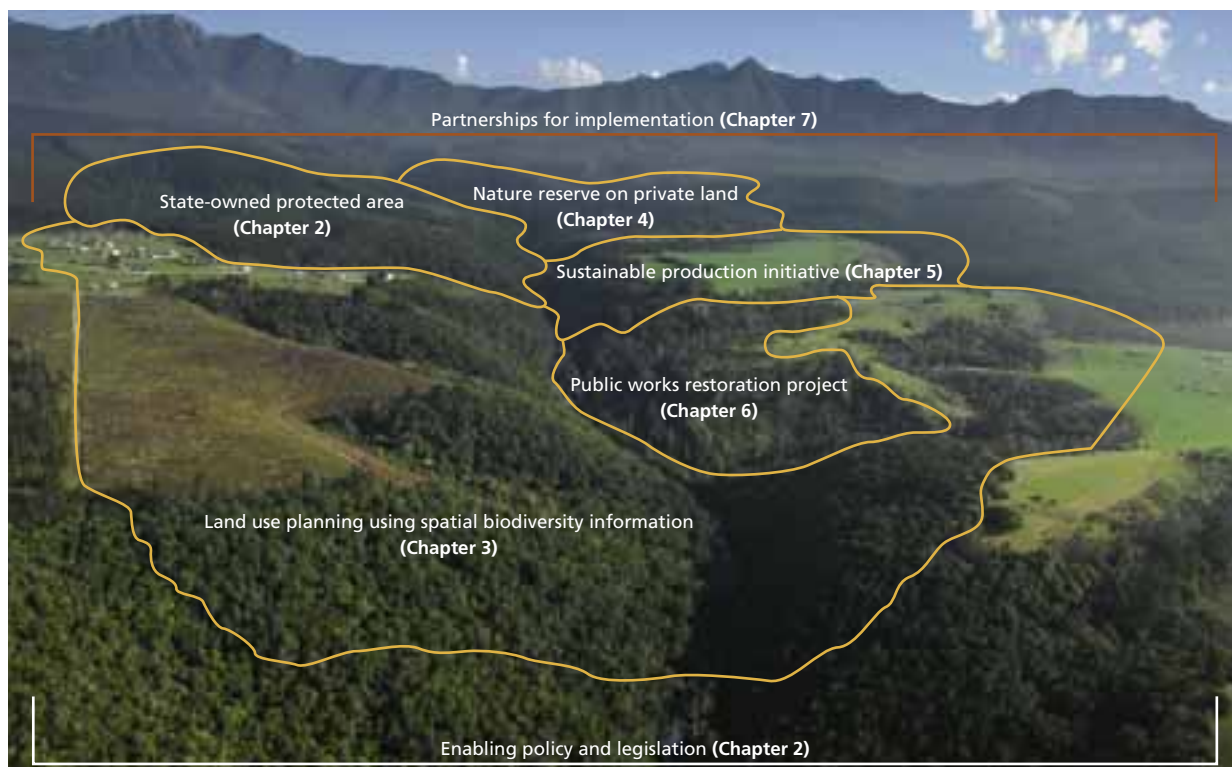 Partnerships for implementation (Chapter 7)
State-owned protected area
(Chapter 2)
Nature reserve on private land
(Chapter 4)
Sustainable production initiative (Chapter 5)
Public works restoration project
(Chapter 6)
Land use planning using spatial biodiversity information
(Chapter 3)
Enabling policy and legislation (Chapter 2)